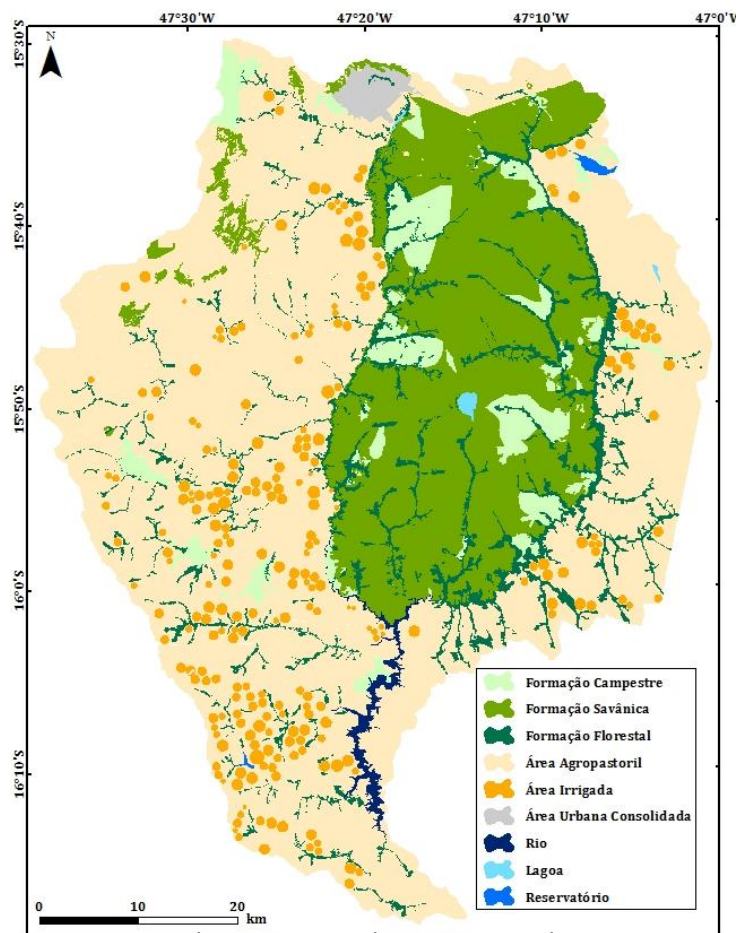 47°30'W 47°20'W 47°10'W 47°0'W
15°30'S
N
15°40'S
15°50'S
16°0'S
16°10'S
Formação Campestre
Formação Savânica
Formação Florestal
Área Agropastoril
Área Irrigada
Área Urbana Consolidada
Rio
Lagoa
Reservatório
0 10 20
km